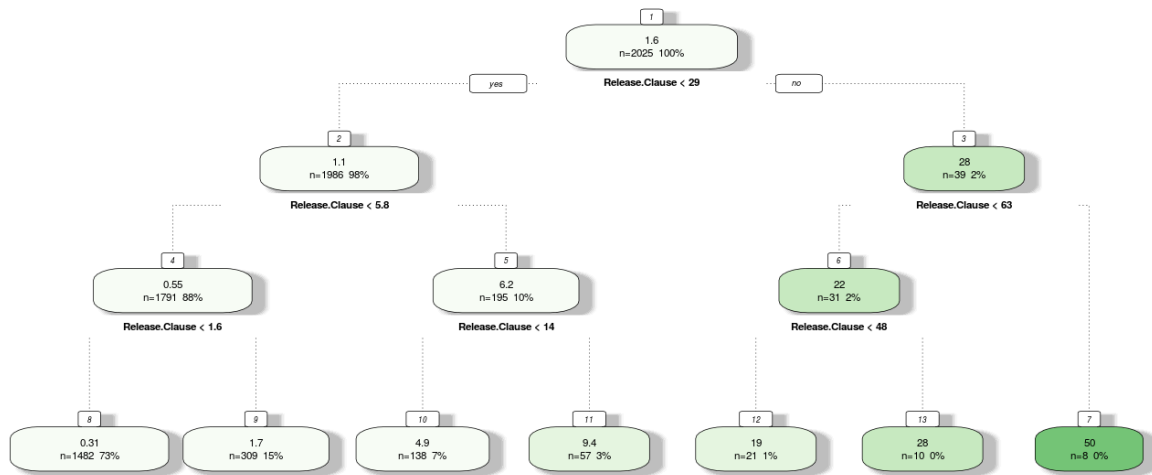 1
1.6
n=2025 100%
Release.Clause < 29
yes
no
2
1.1
n=1986 98%
Release.Clause < 5.8
3
28
n=39 2%
Release.Clause < 63
4
0.55
n=1791 88%
Release.Clause < 1.6
5
6.2
n=195 10%
Release.Clause < 14
6
22
n=31 2%
Release.Clause < 48
8
0.31
n=1482 73%
9
1.7
n=309 15%
10
4.9
n=138 7%
11
9.4
n=57 3%
12
19
n=21 1%
13
28
n=10 0%
7
50
n=8 0%